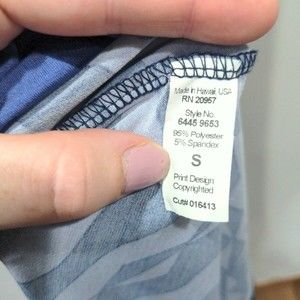 Made in Hawaii, USA
RN 20957
Style No.
6445 9653
95% Polyester
5% Spandex
S
Print Design
Copyrighted
Cut# 016413